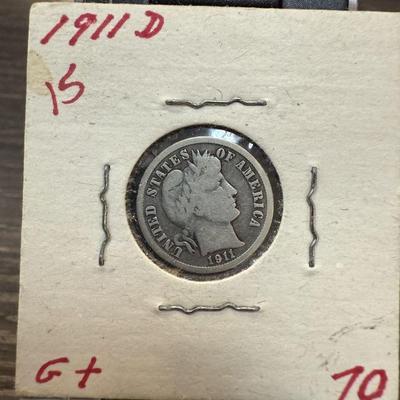 1911 D
15
UNITED STATES OF AMERICA
1911
G+
70